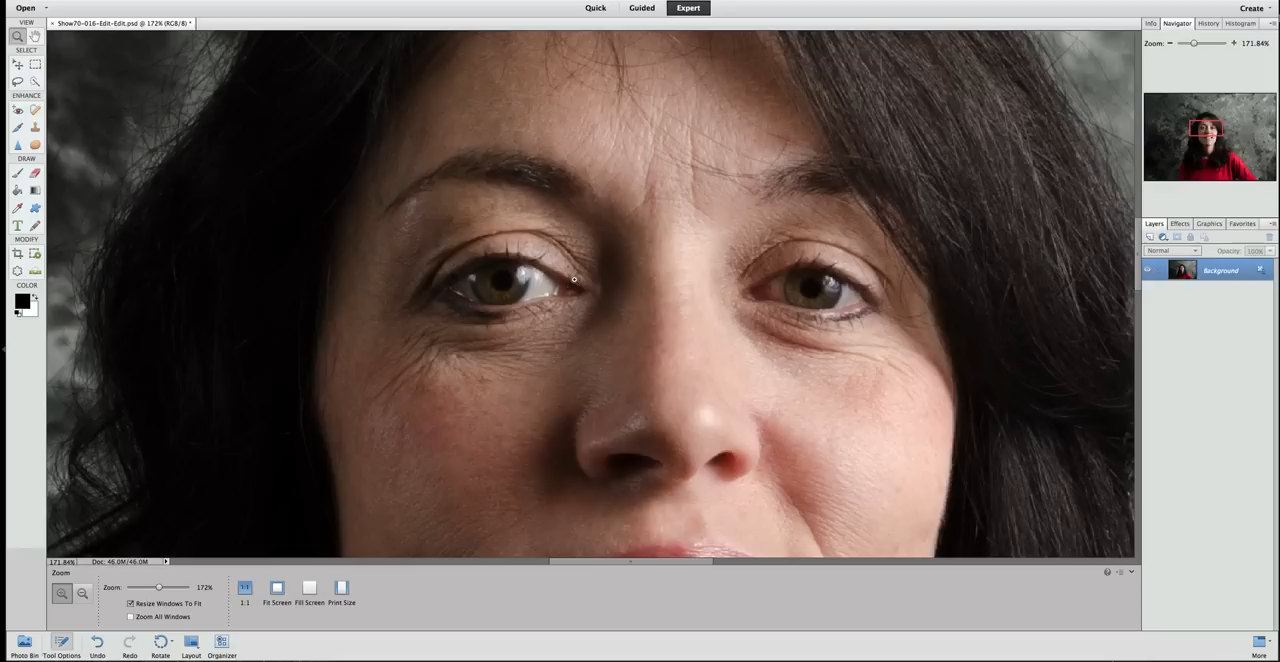 Open
Quick
Guided
Expert
Create
VIEW
× Show70-016-Edit-Edit.psd @ 172% (RGB/8) *
Info
Navigator
History
Histogram
SELECT
Zoom:
171.84%
ENHANCE
DRAW
T
Layers
Effects
Graphics
Favorites
MODIFY
Normal
Opacity: 100%
Background
COLOR
171.84%
Doc: 46.0M/46.0M
Zoom
Zoom:
172%
1:1
1:1
Fit Screen
Fill Screen
Print Size
Resize Windows To Fit
Zoom All Windows
Photo Bin
Tool Options
Undo
Redo
Rotate
Layout
Organizer
More